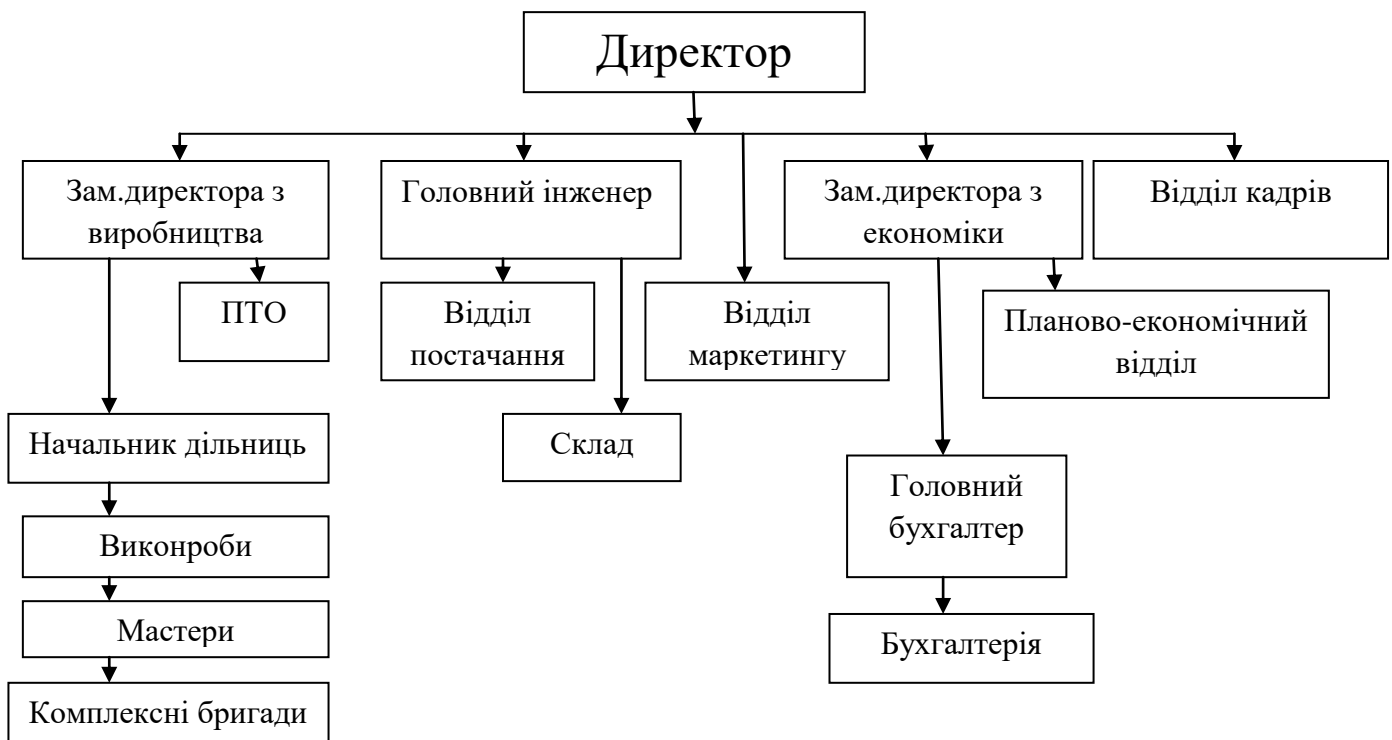 Директор
Зам.директора з
виробництва
Головний інженер
Зам.директора з
економіки
Відділ кадрів
ПТО
Відділ
постачання
Відділ
маркетингу
Планово-економічний
відділ
Начальник дільниць
Склад
Головний
бухгалтер
Виконроби
Мастери
Бухгалтерія
Комплексні бригади